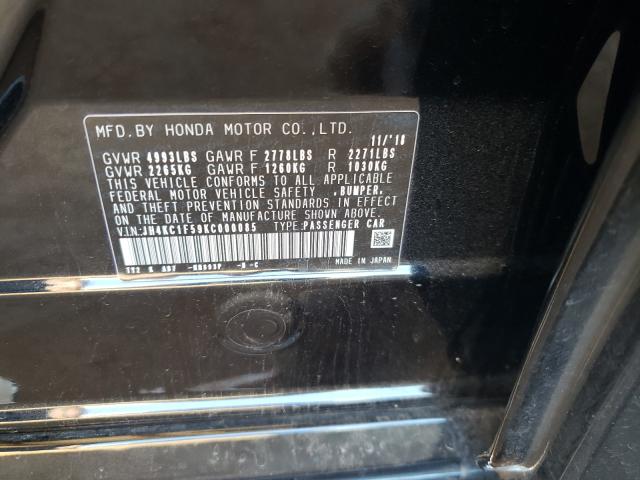 MFD.BY HONDA MOTOR CO.,LTD. 11/'18
GVWR 4993LBS GAWR F 2778LBS R 2271LBS
GVWR 2265KG GAWR F 1260KG R 1030KG
THIS VEHICLE CONFORMS TO ALL APPLICABLE
FEDERAL MOTOR VEHICLE SAFETY ,BUMPER,
AND THEFT PREVENTION STANDARDS IN EFFECT
ON THE DATE OF MANUFACTURE SHOWN ABOVE.
VIN:JH4KC1F59KC000085 TYPE:PASSENGER CAR
MADE IN JAPAN